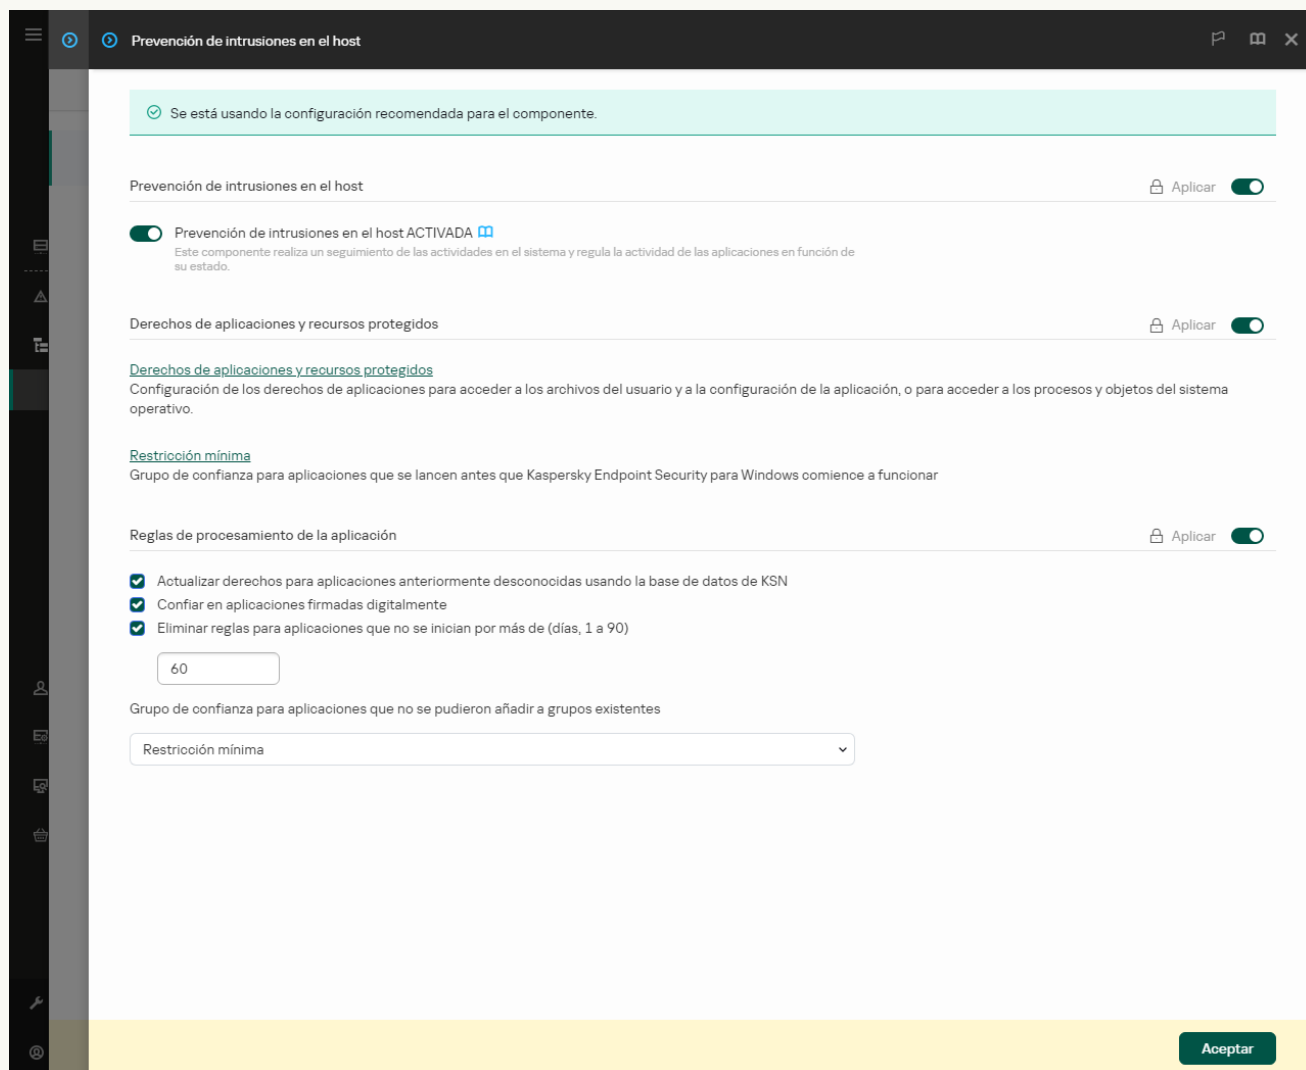 Prevención de intrusiones en el host
Se está usando la configuración recomendada para el componente.
Prevención de intrusiones en el host
Aplicar
Prevención de intrusiones en el host ACTIVADA
Este componente realiza un seguimiento de las actividades en el sistema y regula la actividad de las aplicaciones en función de
su estado.
Derechos de aplicaciones y recursos protegidos
Aplicar
Derechos de aplicaciones y recursos protegidos
Configuración de los derechos de aplicaciones para acceder a los archivos del usuario y a la configuración de la aplicación, o para acceder a los procesos y objetos del sistema
operativo.
Restricción mínima
Grupo de confianza para aplicaciones que se lancen antes que Kaspersky Endpoint Security para Windows comience a funcionar
Reglas de procesamiento de la aplicación
Aplicar
Actualizar derechos para aplicaciones anteriormente desconocidas usando la base de datos de KSN
Confiar en aplicaciones firmadas digitalmente
Eliminar reglas para aplicaciones que no se inician por más de (días, 1 a 90)
60
Grupo de confianza para aplicaciones que no se pudieron añadir a grupos existentes
Restricción mínima
Aceptar